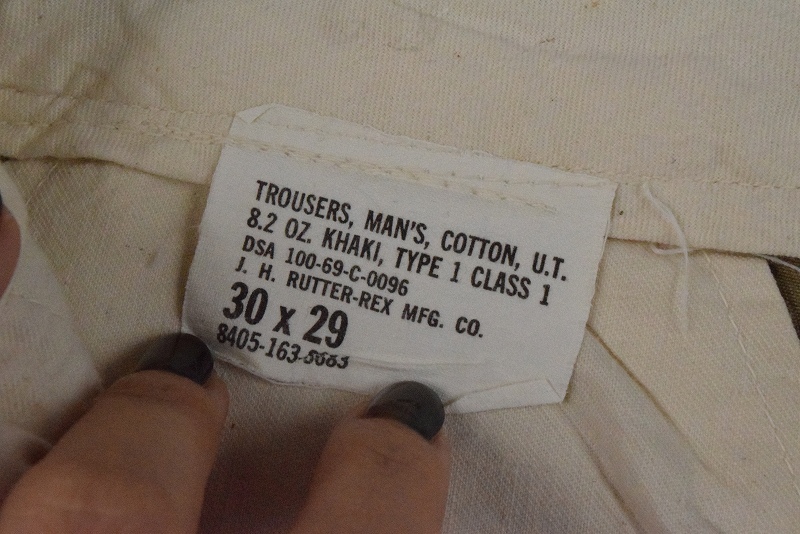 TROUSERS, MAN'S, COTTON, U.T.
8.2 OZ. KHAKI, TYPE 1 CLASS 1
DSA 100-69-C-0096
J. H. RUTTER-REX MFG. CO.
30 x 29
8405-163-